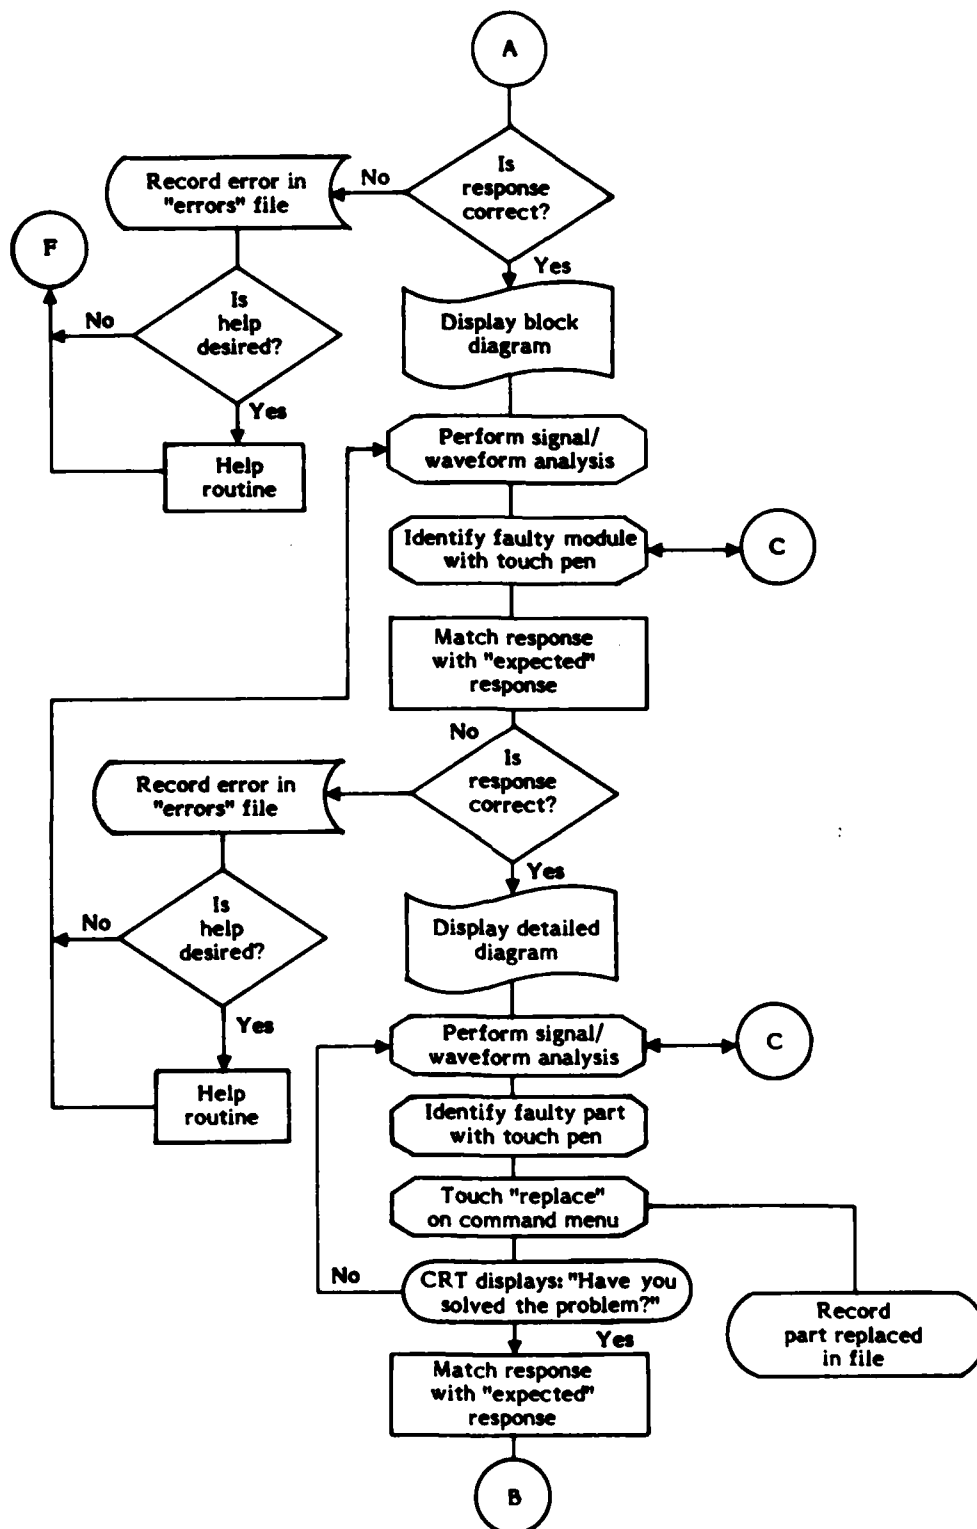 A
Is
response
correct?
No
Record error in
"errors" file
Yes
F
Is
help
desired?
No
Yes
Help
routine
Display block
diagram
Perform signal/
waveform analysis
Identify faulty module
with touch pen
C
Match response
with "expected"
response
No
Is
response
correct?
Record error in
"errors" file
Yes
Is
help
desired?
No
Yes
Help
routine
Display detailed
diagram
Perform signal/
waveform analysis
C
Identify faulty part
with touch pen
Touch "replace"
on command menu
No
CRT displays: "Have you
solved the problem?"
Yes
Record
part replaced
in file
Match response
with "expected"
response
B